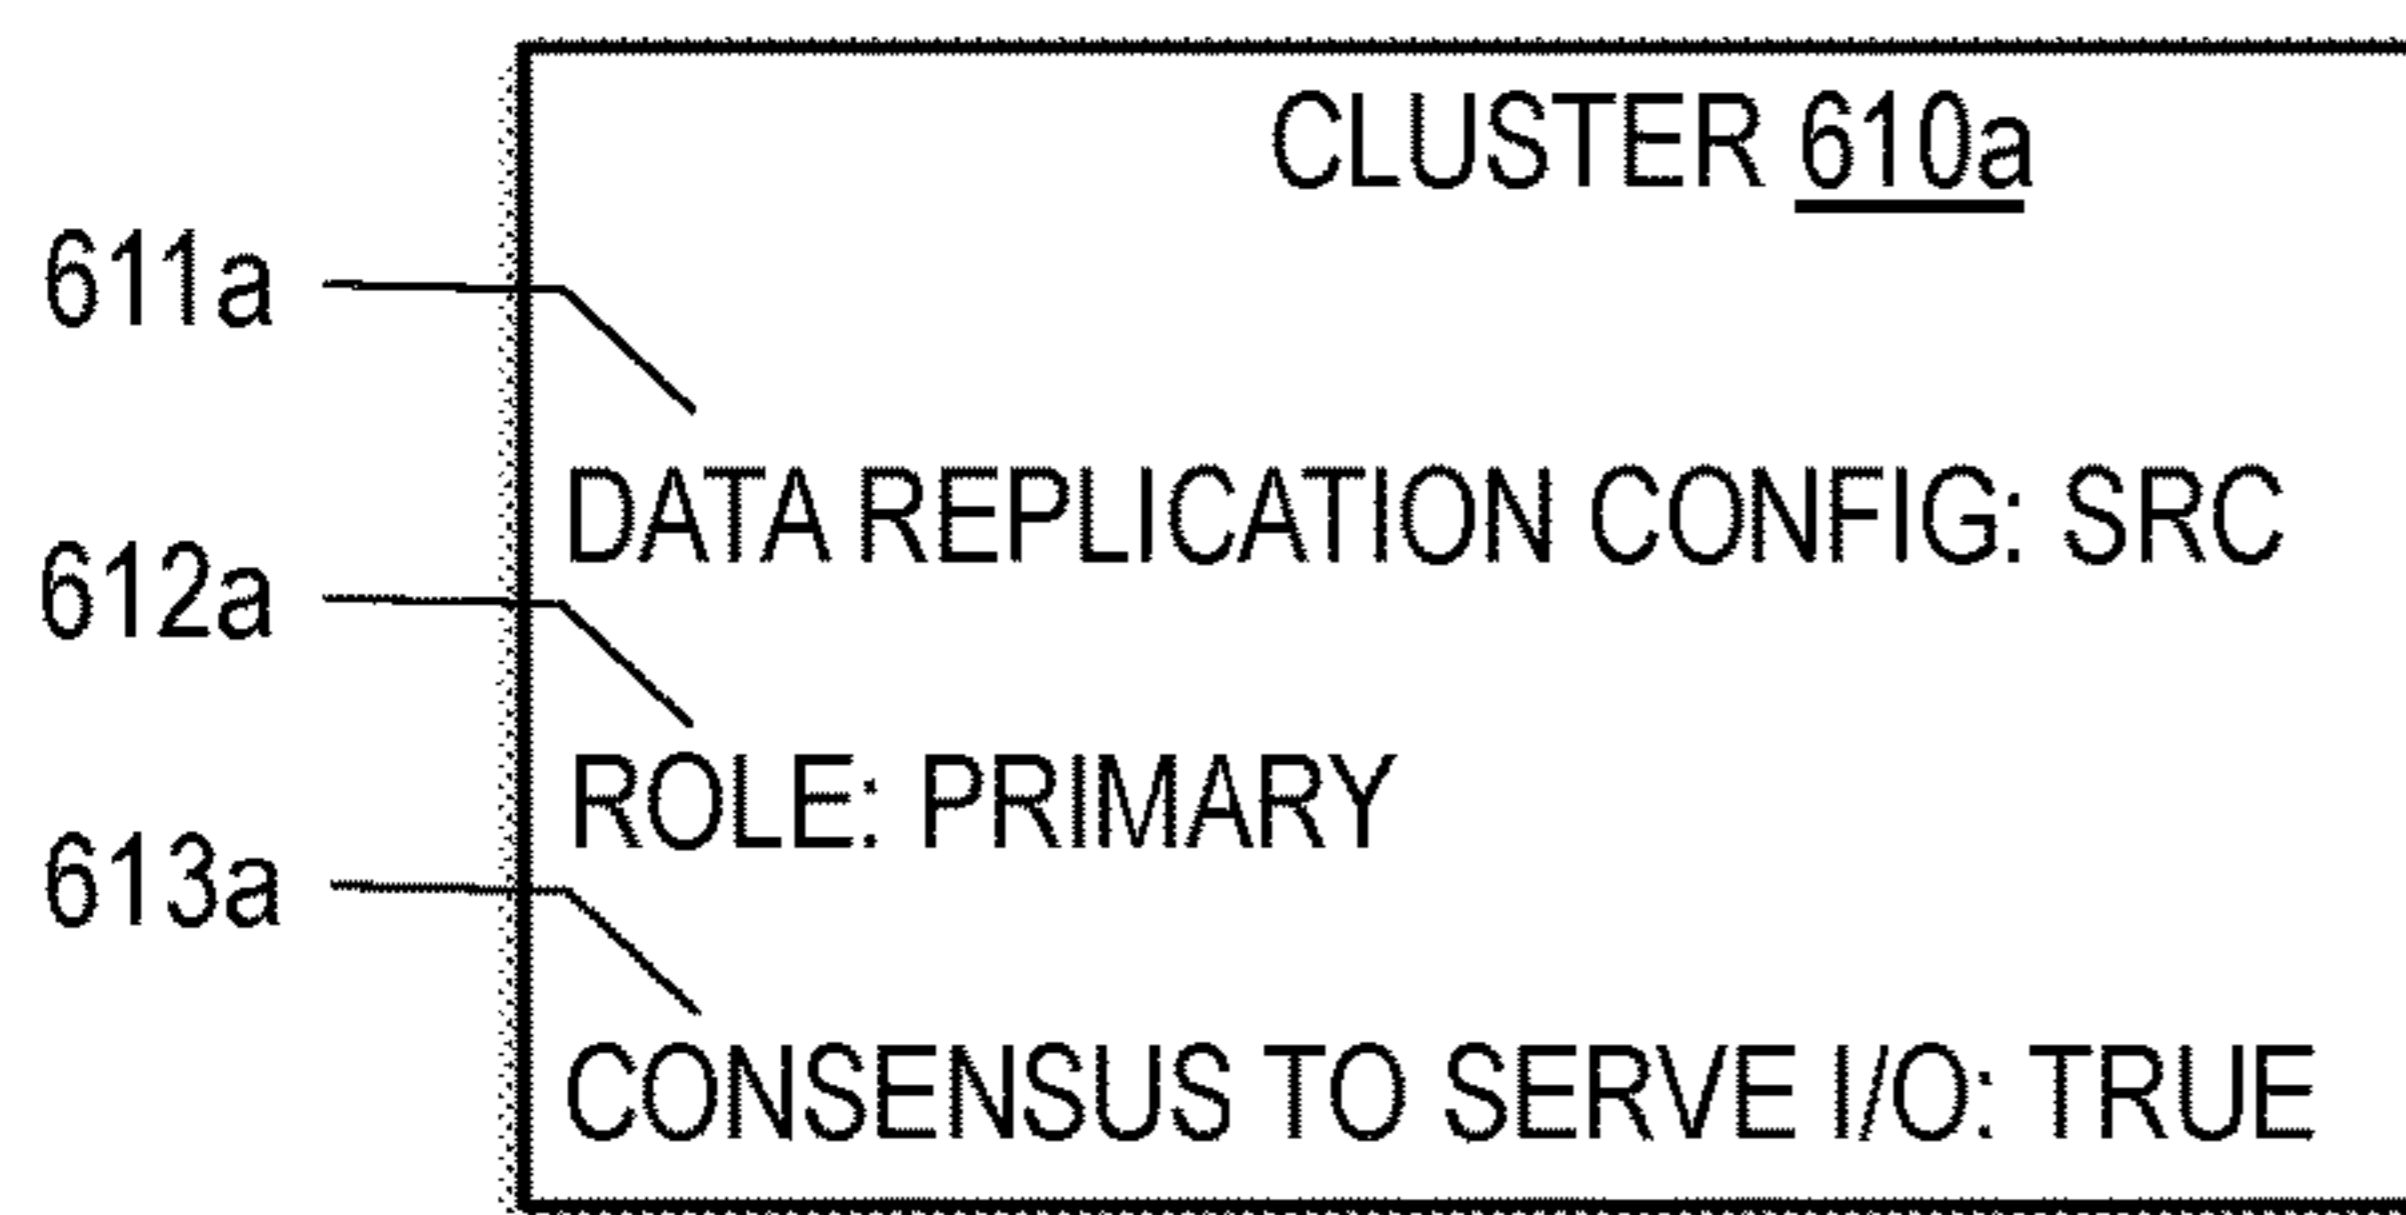 CLUSTER 610a
611a
DATA REPLICATION CONFIG: SRC
612a
ROLE: PRIMARY
613a
CONSENSUS TO SERVE I/O: TRUE